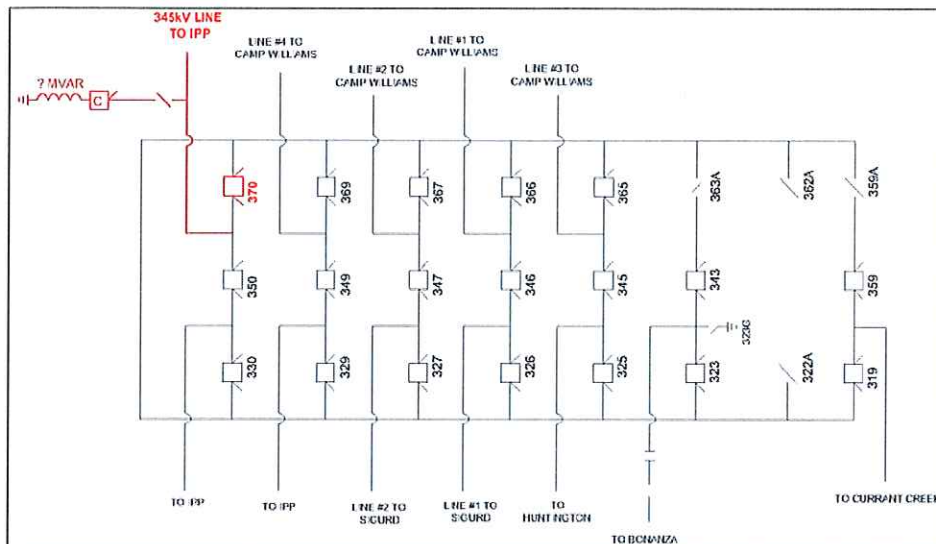 345kV LINE
TO IPP
LINE #4 TO
CAMP WILLIAMS
LINE #2 TO
CAMP WILLIAMS
LINE #1 TO
CAMP WILLIAMS
LINE #3 TO
CAMP WILLIAMS
? MVAR
C
370
369
367
366
365
363A
362A
359A
350
349
347
346
345
343
359
323G
330
329
327
326
325
323
322A
319
TO IPP
TO IPP
LINE #2 TO
SIGURD
LINE #1 TO
SIGURD
TO
HUNTINGTON
TO BONANZA
TO CURRANT CREEK